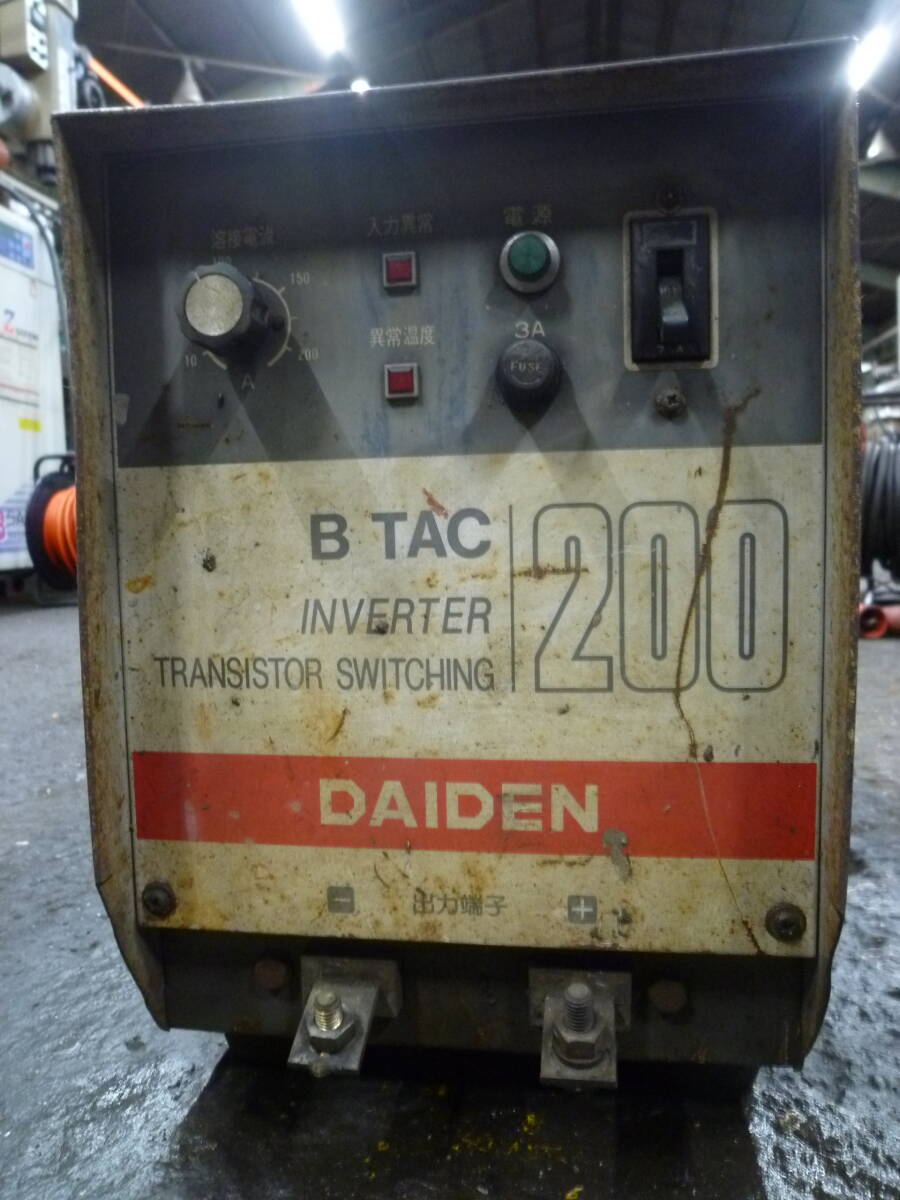 溶接電流
100
150
10
200
A
入力異常
異常温度
電源
3A
FUSE
B TAC
INVERTER
TRANSISTOR SWITCHING
200
DAIDEN
− 出力端子 +